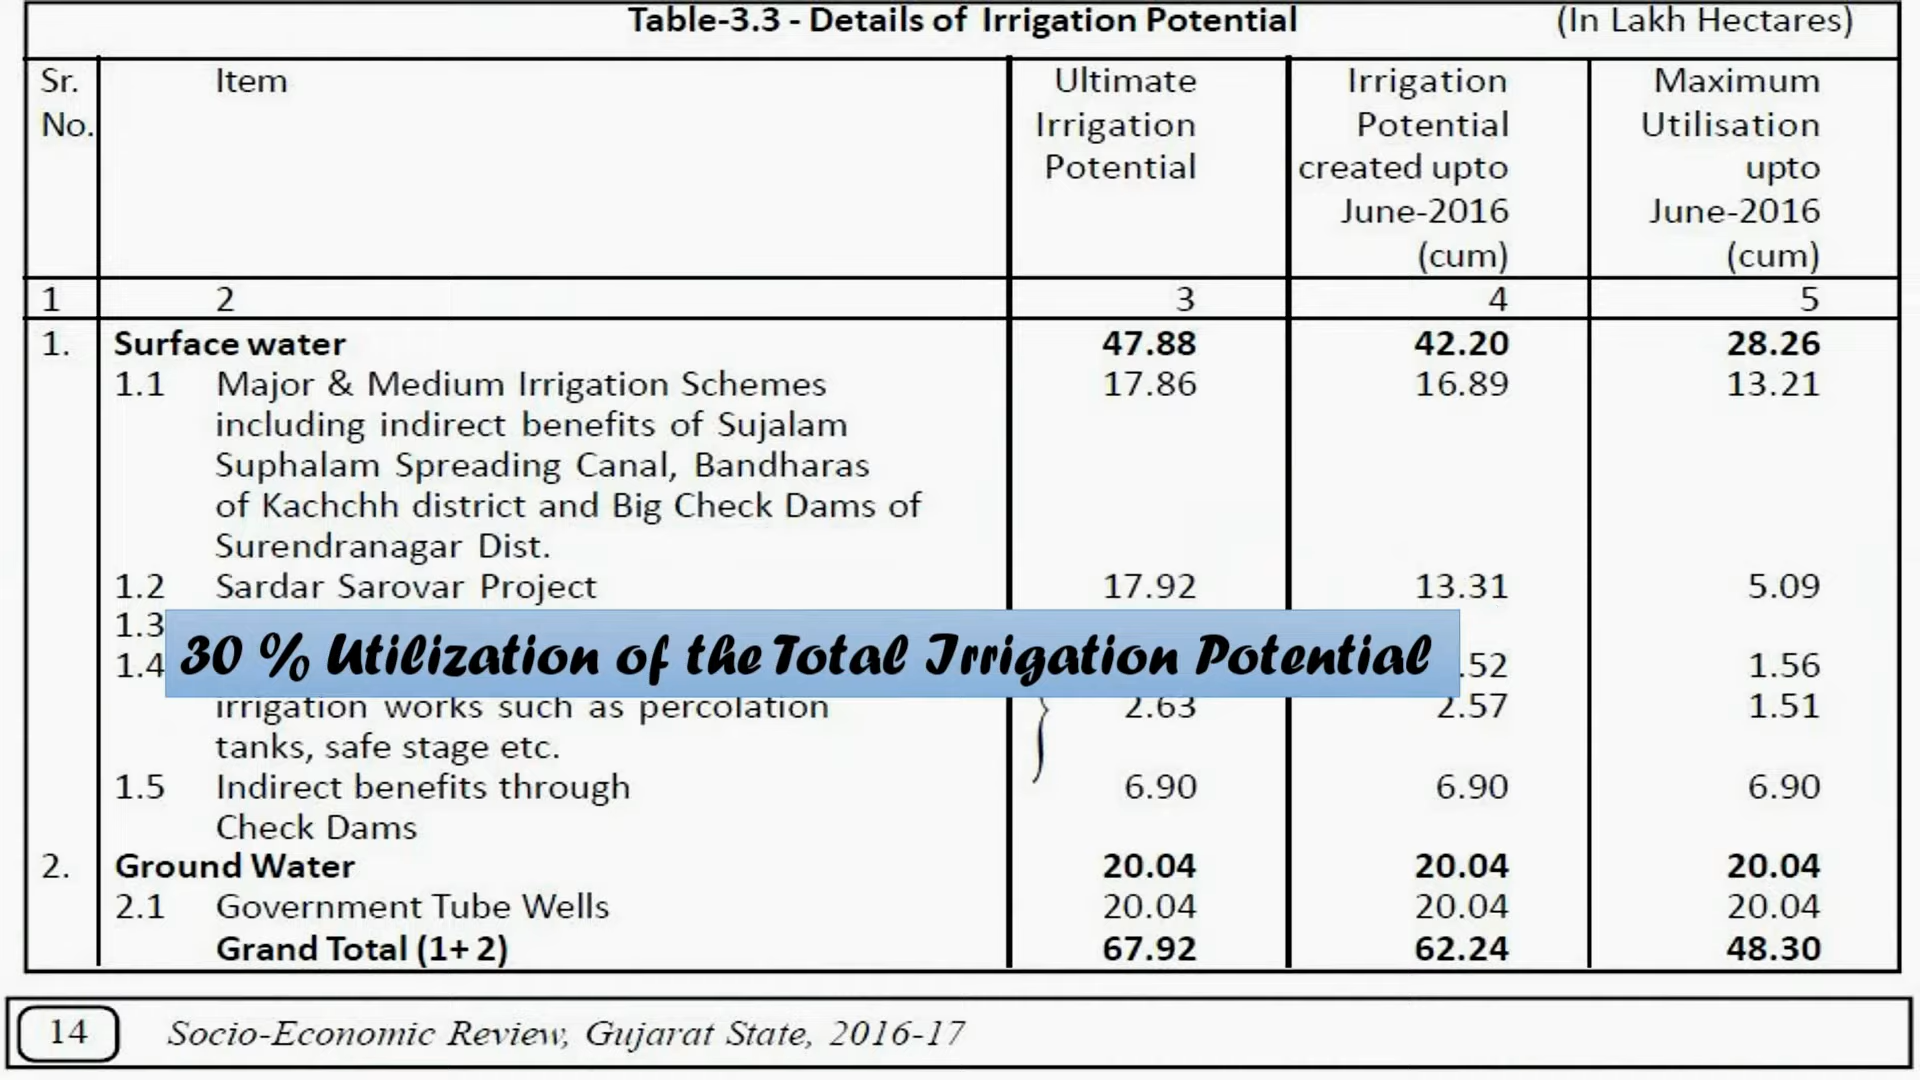 Table-3.3 - Details of Irrigation Potential (In Lakh Hectares)
Sr. No. Item Ultimate Irrigation Potential Irrigation Potential created upto June-2016 (cum) Maximum Utilisation upto June-2016 (cum)
1 2 3 4 5
1. Surface water 47.88 42.20 28.26
1.1 Major & Medium Irrigation Schemes 17.86 16.89 13.21
including indirect benefits of Sujalam
Suphalam Spreading Canal, Bandharas
of Kachchh district and Big Check Dams of
Surendranagar Dist.
1.2 Sardar Sarovar Project 17.92 13.31 5.09
1.3
30 % Utilization of the Total Irrigation Potential
1.4 .52 1.56
irrigation works such as percolation 2.63 2.57 1.51
tanks, safe stage etc.
1.5 Indirect benefits through 6.90 6.90 6.90
Check Dams
2. Ground Water 20.04 20.04 20.04
2.1 Government Tube Wells 20.04 20.04 20.04
Grand Total (1+ 2) 67.92 62.24 48.30
14 Socio-Economic Review, Gujarat State, 2016-17